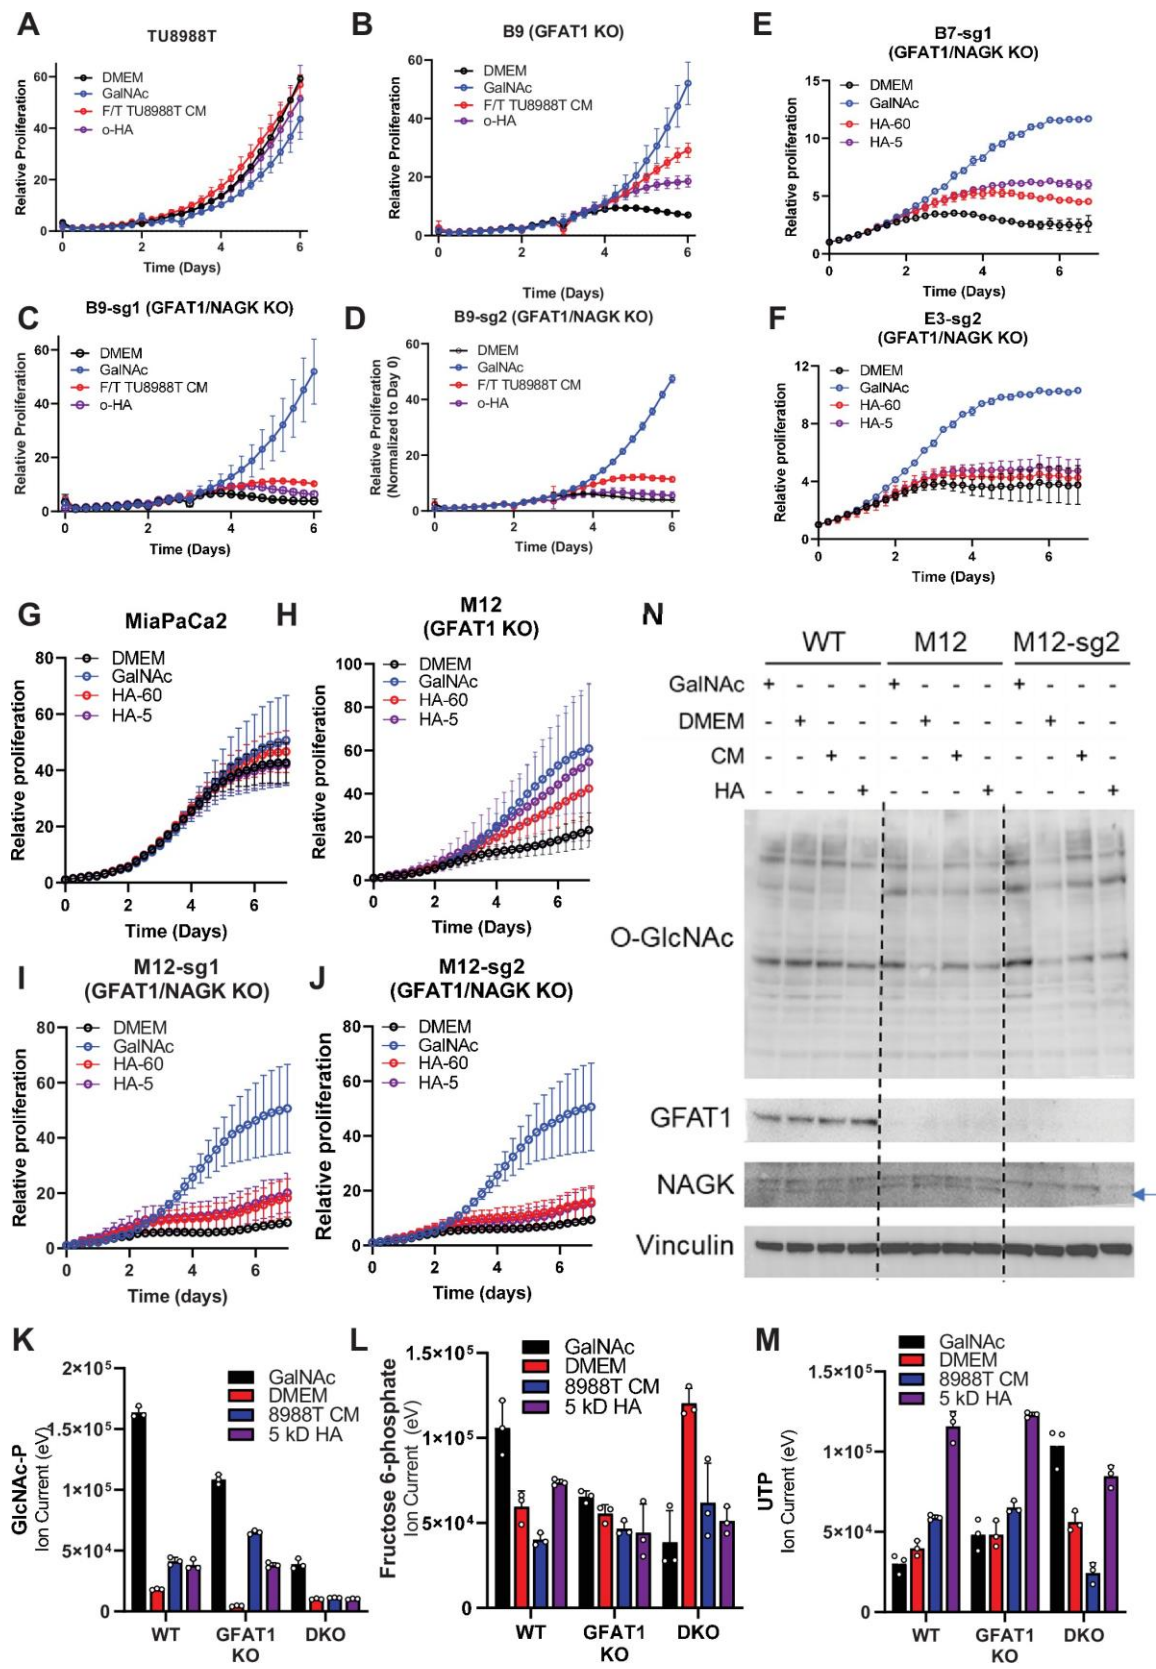 A
TU8988T
Relative Proliferation
60
40
20
0
DMEM
GalNAc
F/T TU8988T CM
o-HA
0 2 4 6
Time (Days)
B
B9 (GFAT1 KO)
Relative Proliferation
60
40
20
0
DMEM
GalNAc
F/T TU8988T CM
o-HA
0 2 4 6
Time (Days)
E
B7-sg1
(GFAT1/NAGK KO)
Relative proliferation
15
10
5
0
DMEM
GalNAc
HA-60
HA-5
0 2 4 6
Time (Days)
C
B9-sg1 (GFAT1/NAGK KO)
Relative Proliferation
60
40
20
0
DMEM
GalNAc
F/T TU8988T CM
o-HA
0 2 4 6
Time (Days)
D
B9-sg2 (GFAT1/NAGK KO)
Relative Proliferation
(Normalized to Day 0)
60
40
20
0
DMEM
GalNAc
F/T TU8988T CM
o-HA
0 2 4 6
Time (Days)
F
E3-sg2
(GFAT1/NAGK KO)
Relative proliferation
12
8
4
0
DMEM
GalNAc
HA-60
HA-5
0 2 4 6
Time (Days)
G
MiaPaCa2
Relative proliferation
80
60
40
20
0
DMEM
GalNAc
HA-60
HA-5
0 2 4 6
Time (Days)
H
M12
(GFAT1 KO)
Relative proliferation
100
80
60
40
20
0
DMEM
GalNAc
HA-60
HA-5
0 2 4 6
Time (Days)
I
M12-sg1
(GFAT1/NAGK KO)
Relative proliferation
80
60
40
20
0
DMEM
GalNAc
HA-60
HA-5
0 2 4 6
Time (days)
J
M12-sg2
(GFAT1/NAGK KO)
Relative proliferation
80
60
40
20
0
DMEM
GalNAc
HA-60
HA-5
0 2 4 6
Time (days)
N
WT M12 M12-sg2
GalNAc + - - - + - - - + - - -
DMEM - + - - - + - - - + - -
CM - - + - - - + - - - + -
HA - - - + - - - + - - - +
O-GlcNAc
GFAT1
NAGK
Vinculin
K
GlcNAc-P
Ion Current (eV)
2×10⁵
1.5×10⁵
1×10⁵
5×10⁴
0
GalNAc
DMEM
8988T CM
5 kD HA
WT GFAT1 DKO
KO
L
Fructose 6-phosphate
Ion Current (eV)
1.5×10⁵
1×10⁵
5×10⁴
0
GalNAc
DMEM
8988T CM
5 kD HA
WT GFAT1 DKO
KO
M
UTP
Ion Current (eV)
1.5×10⁵
1×10⁵
5×10⁴
0
GalNAc
DMEM
8988T CM
5 kD HA
WT GFAT1 DKO
KO